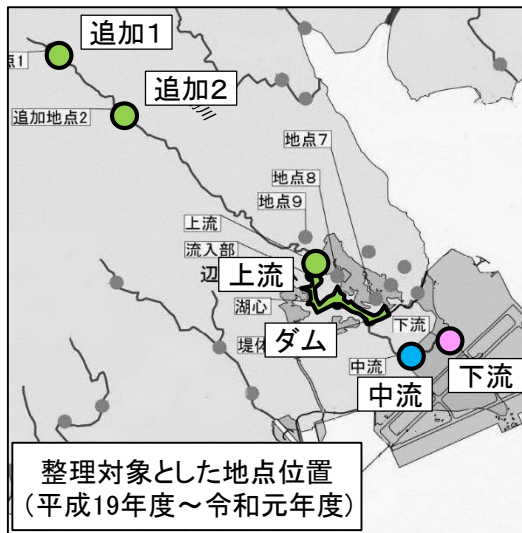 追加1
点1
追加2
追加地点2
川
地点7
地点8
地点9
上流
流入部
辺
上流
湖心
ダム
下流
堤体
中流
下流
中流
整理対象とした地点位置
(平成19年度～令和元年度)